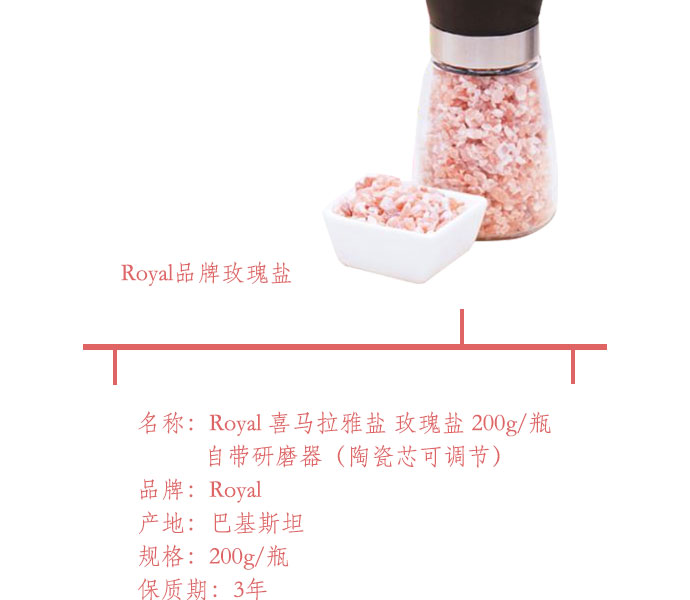 Royal品牌玫瑰盐
名称：Royal 喜马拉雅盐 玫瑰盐 200g/瓶
自带研磨器（陶瓷芯可调节）
品牌：Royal
产地：巴基斯坦
规格：200g/瓶
保质期：3年